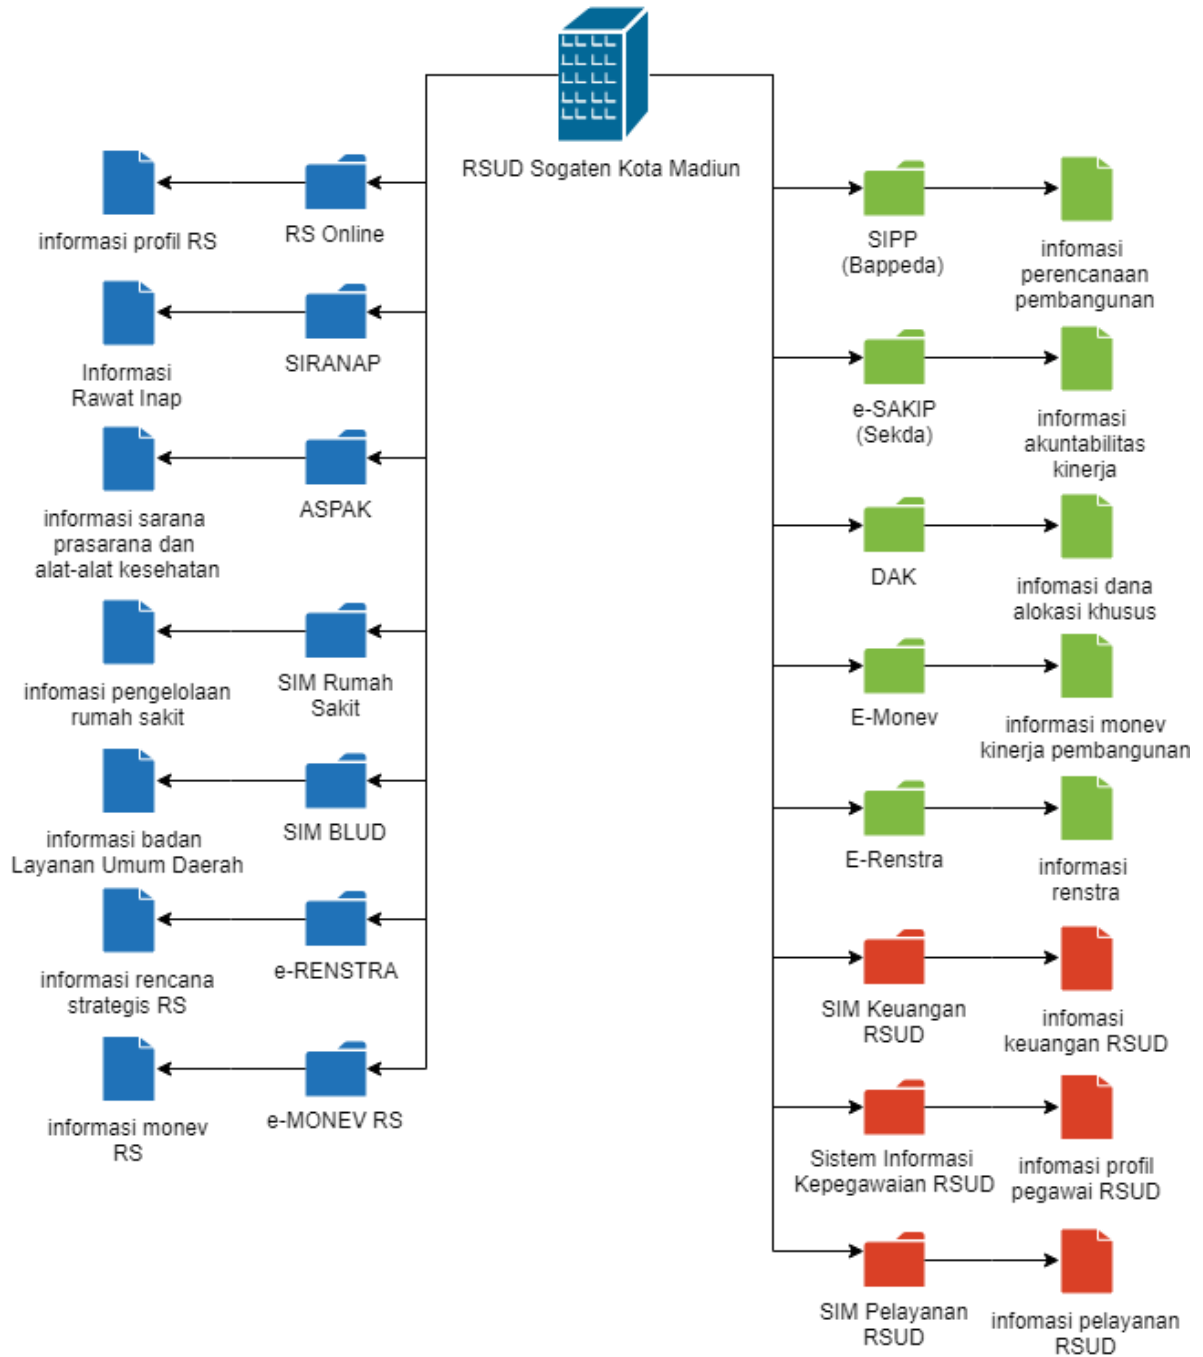 RSUD Sogaten Kota Madiun
informasi profil RS
RS Online
Informasi
Rawat Inap
SIRANAP
informasi sarana
prasarana dan
alat-alat kesehatan
ASPAK
infomasi pengelolaan
rumah sakit
SIM Rumah
Sakit
informasi badan
Layanan Umum Daerah
SIM BLUD
informasi rencana
strategis RS
e-RENSTRA
informasi monev
RS
e-MONEV RS
SIPP
(Bappeda)
infomasi
perencanaan
pembangunan
e-SAKIP
(Sekda)
informasi
akuntabilitas
kinerja
DAK
infomasi dana
alokasi khusus
E-Monev
informasi monev
kinerja pembangunan
E-Renstra
informasi
renstra
SIM Keuangan
RSUD
infomasi
keuangan RSUD
Sistem Informasi
Kepegawaian RSUD
infomasi profil
pegawai RSUD
SIM Pelayanan
RSUD
infomasi pelayanan
RSUD